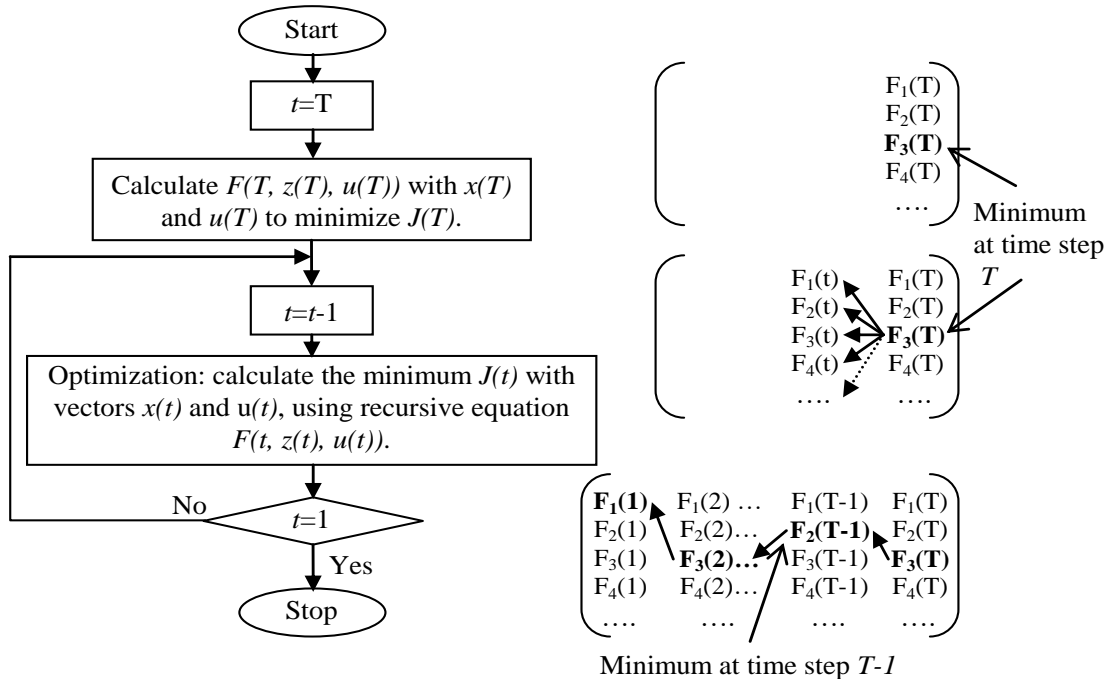 Start
t=T
Calculate F(T, z(T), u(T)) with x(T)
and u(T) to minimize J(T).
t=t-1
Optimization: calculate the minimum J(t) with
vectors x(t) and u(t), using recursive equation
F(t, z(t), u(t)).
No
t=1
Yes
Stop
F₁(T)
F₂(T)
F₃(T)
F₄(T)
….
Minimum
at time step
T
F₁(t) F₁(T)
F₂(t) F₂(T)
F₃(t) F₃(T)
F₄(t) F₄(T)
…. ….
F₁(1) F₁(2) … F₁(T-1) F₁(T)
F₂(1) F₂(2)… F₂(T-1) F₂(T)
F₃(1) F₃(2)… F₃(T-1) F₃(T)
F₄(1) F₄(2)… F₄(T-1) F₄(T)
…. …. …. ….
Minimum at time step T-1